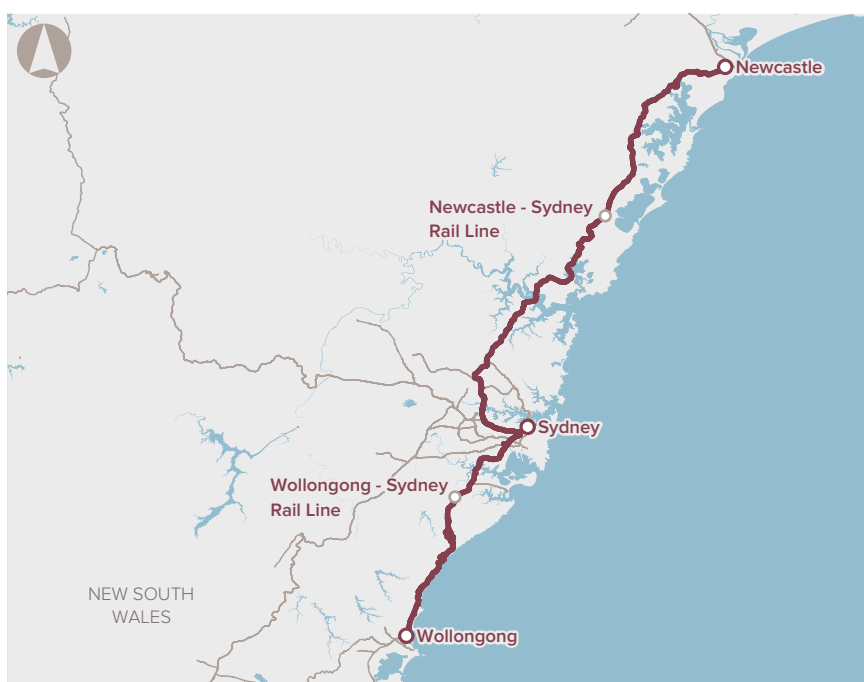 Newcastle
Newcastle - Sydney
Rail Line
Sydney
Wollongong - Sydney
Rail Line
NEW SOUTH
WALES
Wollongong